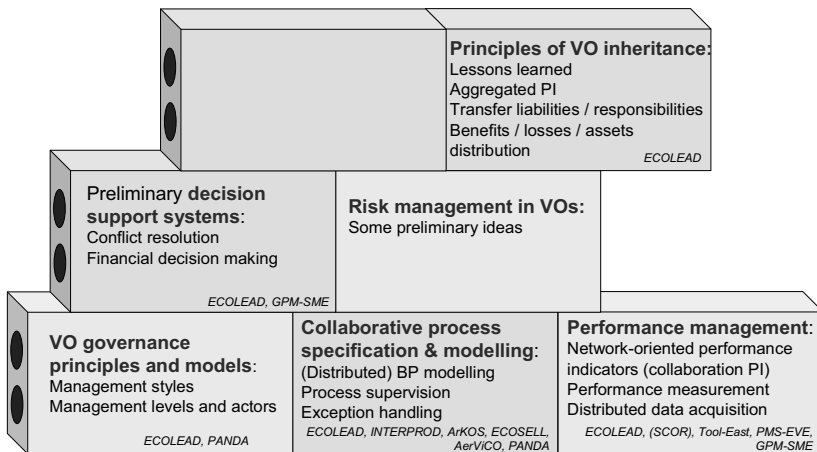 Principles of VO inheritance:
Lessons learned
Aggregated PI
Transfer liabilities / responsibilities
Benefits / losses / assets
distribution
ECOLEAD
Preliminary decision
support systems:
Conflict resolution
Financial decision making
ECOLEAD, GPM-SME
Risk management in VOs:
Some preliminary ideas
VO governance
principles and models:
Management styles
Management levels and actors
ECOLEAD, PANDA
Collaborative process
specification & modelling:
(Distributed) BP modelling
Process supervision
Exception handling
ECOLEAD, INTERPROD, ArKOS, ECOSELL,
AerViCO, PANDA
Performance management:
Network-oriented performance
indicators (collaboration PI)
Performance measurement
Distributed data acquisition
ECOLEAD, (SCOR), Tool-East, PMS-EVE,
GPM-SME